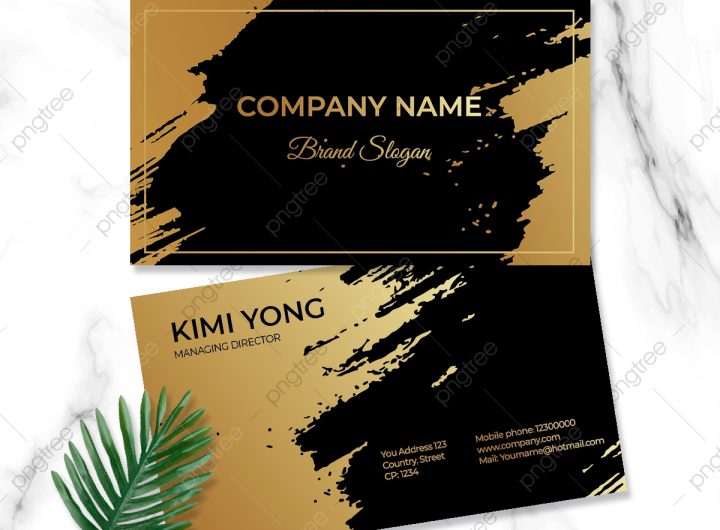 COMPANY NAME
Brand Slogan
KIMI YONG
MANAGING DIRECTOR
You Address 123
Country, Street
CP; 1234
Mobile phone 12300000
www.company.com
Mail: Yourname@hotmail.com
pngtree